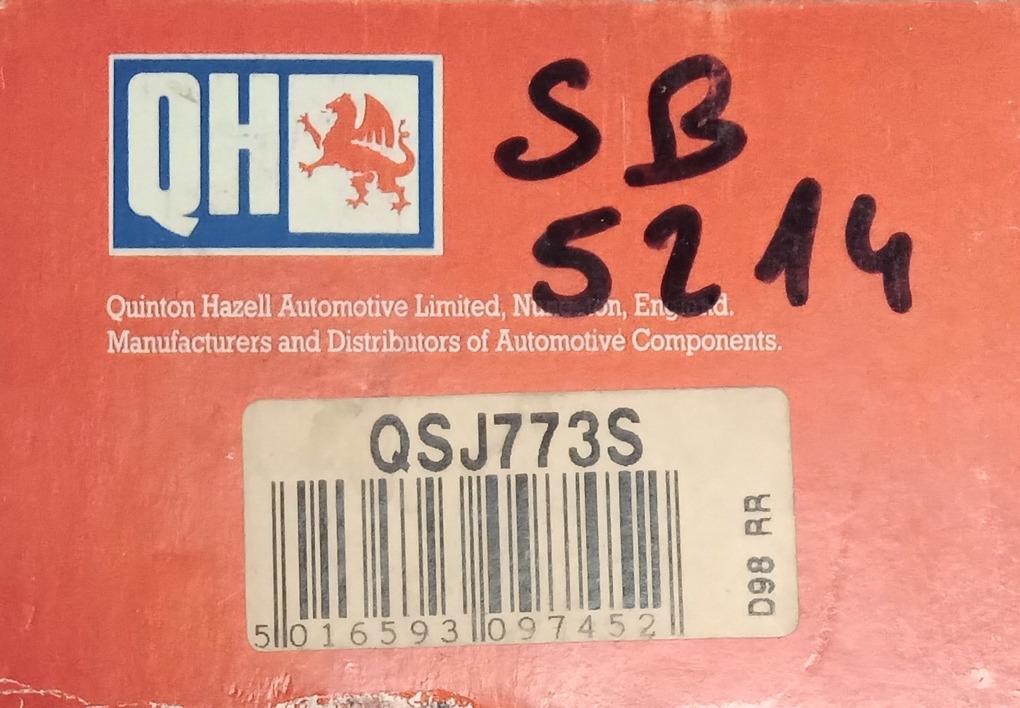 QH
SB
5214
Quinton Hazell Automotive Limited, Nuneaton, England.
Manufacturers and Distributors of Automotive Components.
QSJ773S
D98 RR
5 016593 097452